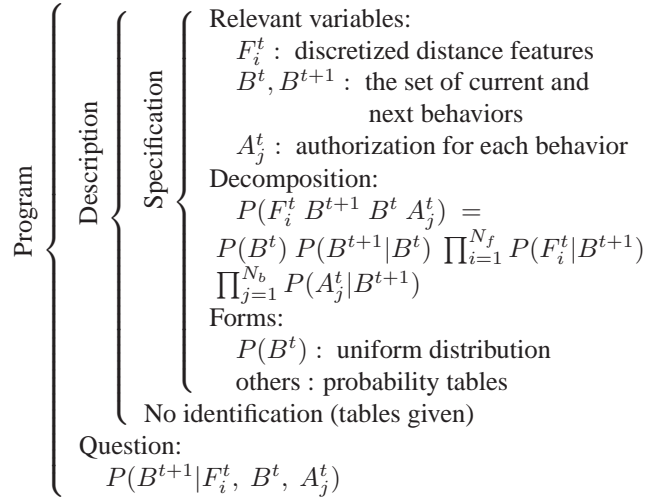 Program
Description
Specification
Relevant variables:
$F_i^t$ : discretized distance features
$B^t, B^{t+1}$ : the set of current and
next behaviors
$A_j^t$ : authorization for each behavior
Decomposition:
$P(F_i^t\ B^{t+1}\ B^t\ A_j^t) =$
$P(B^t)\ P(B^{t+1}|B^t)\ \prod_{i=1}^{N_f} P(F_i^t|B^{t+1})$
$\prod_{j=1}^{N_b} P(A_j^t|B^{t+1})$
Forms:
$P(B^t)$ : uniform distribution
others : probability tables
No identification (tables given)
Question:
$P(B^{t+1}|F_i^t,\ B^t,\ A_j^t)$